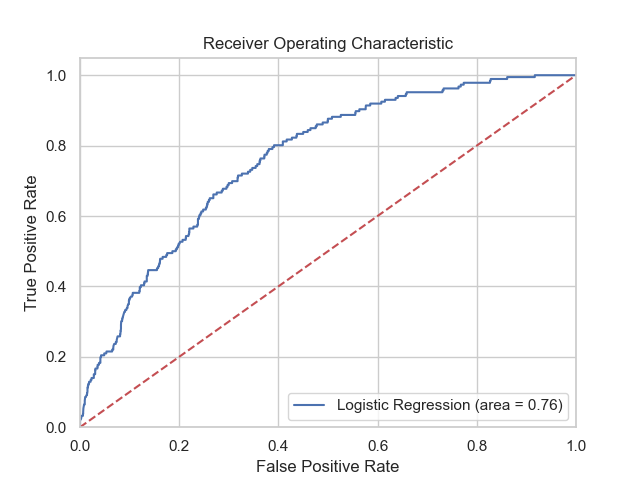 Receiver Operating Characteristic
True Positive Rate
1.0
0.8
0.6
0.4
0.2
0.0
Logistic Regression (area = 0.76)
0.0 0.2 0.4 0.6 0.8 1.0
False Positive Rate